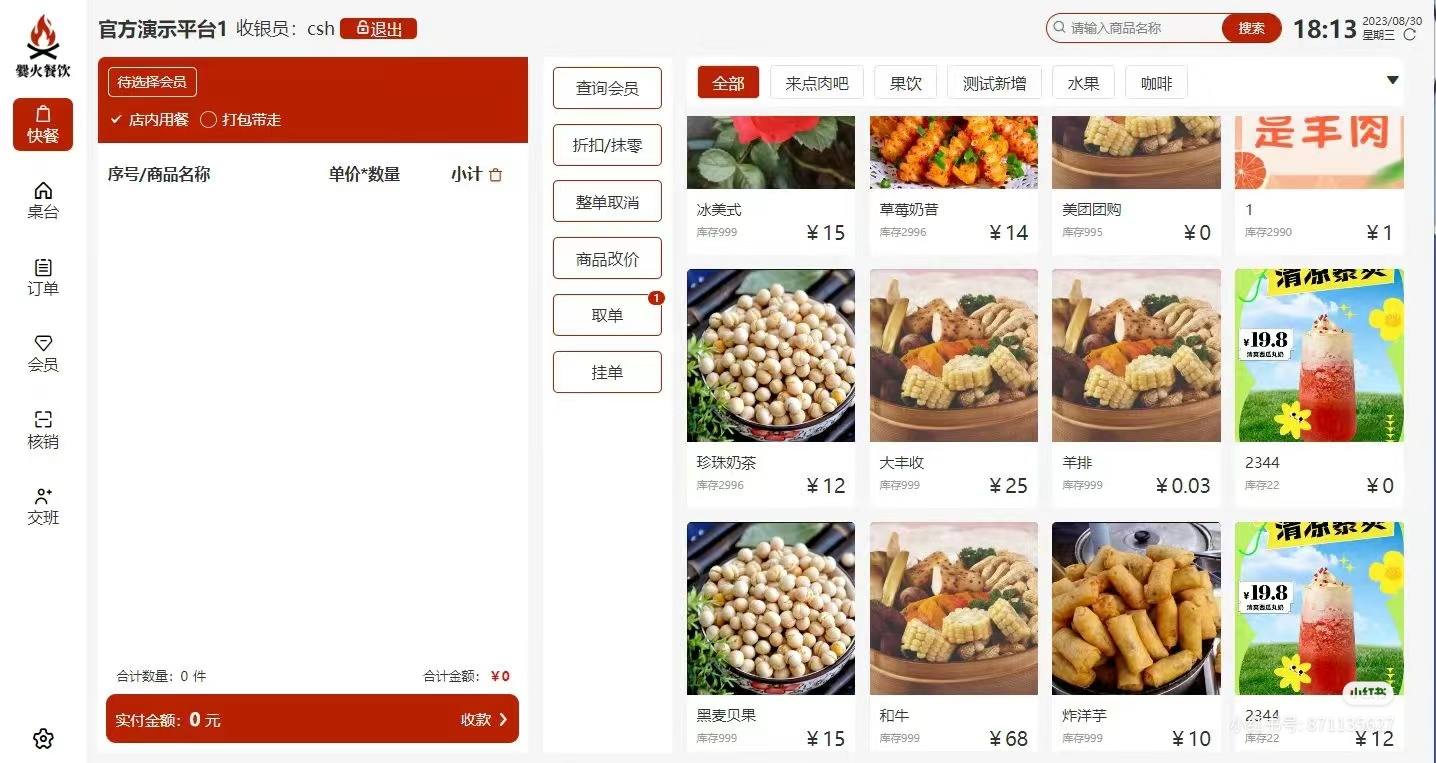 爨火餐饮
快餐
桌台
订单
会员
核销
交班
官方演示平台1 收银员：csh 退出
请输入商品名称 搜索 18:13 2023/08/30 星期三
待选择会员
店内用餐 打包带走
序号/商品名称 单价*数量 小计
合计数量：0 件 合计金额：¥0
实付金额：0 元 收款
查询会员
折扣/抹零
整单取消
商品改价
取单 1
挂单
全部 来点肉吧 果饮 测试新增 水果 咖啡
是羊肉
冰美式 草莓奶昔 美团团购 1
库存999 ¥15 库存2996 ¥14 库存995 ¥0 库存2990 ¥1
¥19.8
珍珠奶茶 大丰收 羊排 2344
库存2996 ¥12 库存999 ¥25 库存999 ¥0.03 库存22 ¥0
¥19.8
小红书
黑麦贝果 和牛 炸洋芋 2344
小红书号：871139627
库存999 ¥15 库存999 ¥68 库存999 ¥10 库存22 ¥12